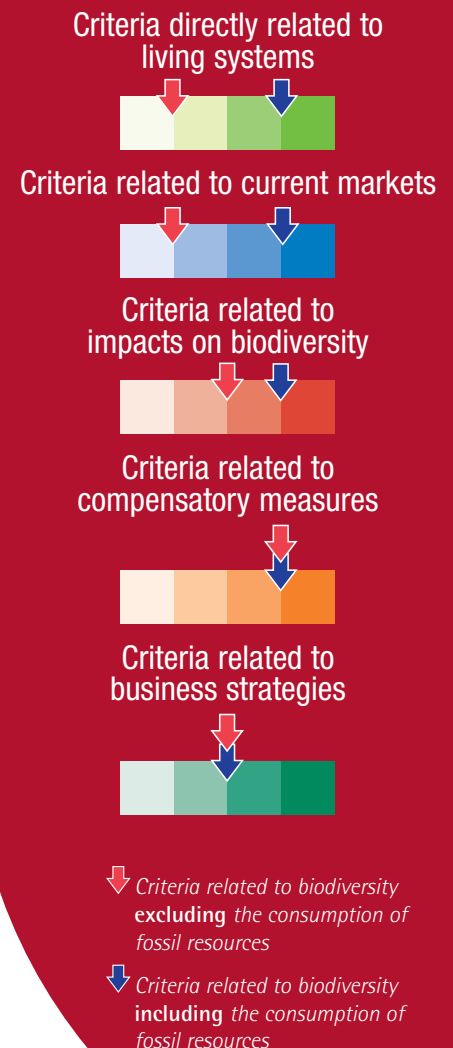 Criteria directly related to
living systems
Criteria related to current markets
Criteria related to
impacts on biodiversity
Criteria related to
compensatory measures
Criteria related to
business strategies
Criteria related to biodiversity
excluding the consumption of
fossil resources
Criteria related to biodiversity
including the consumption of
fossil resources